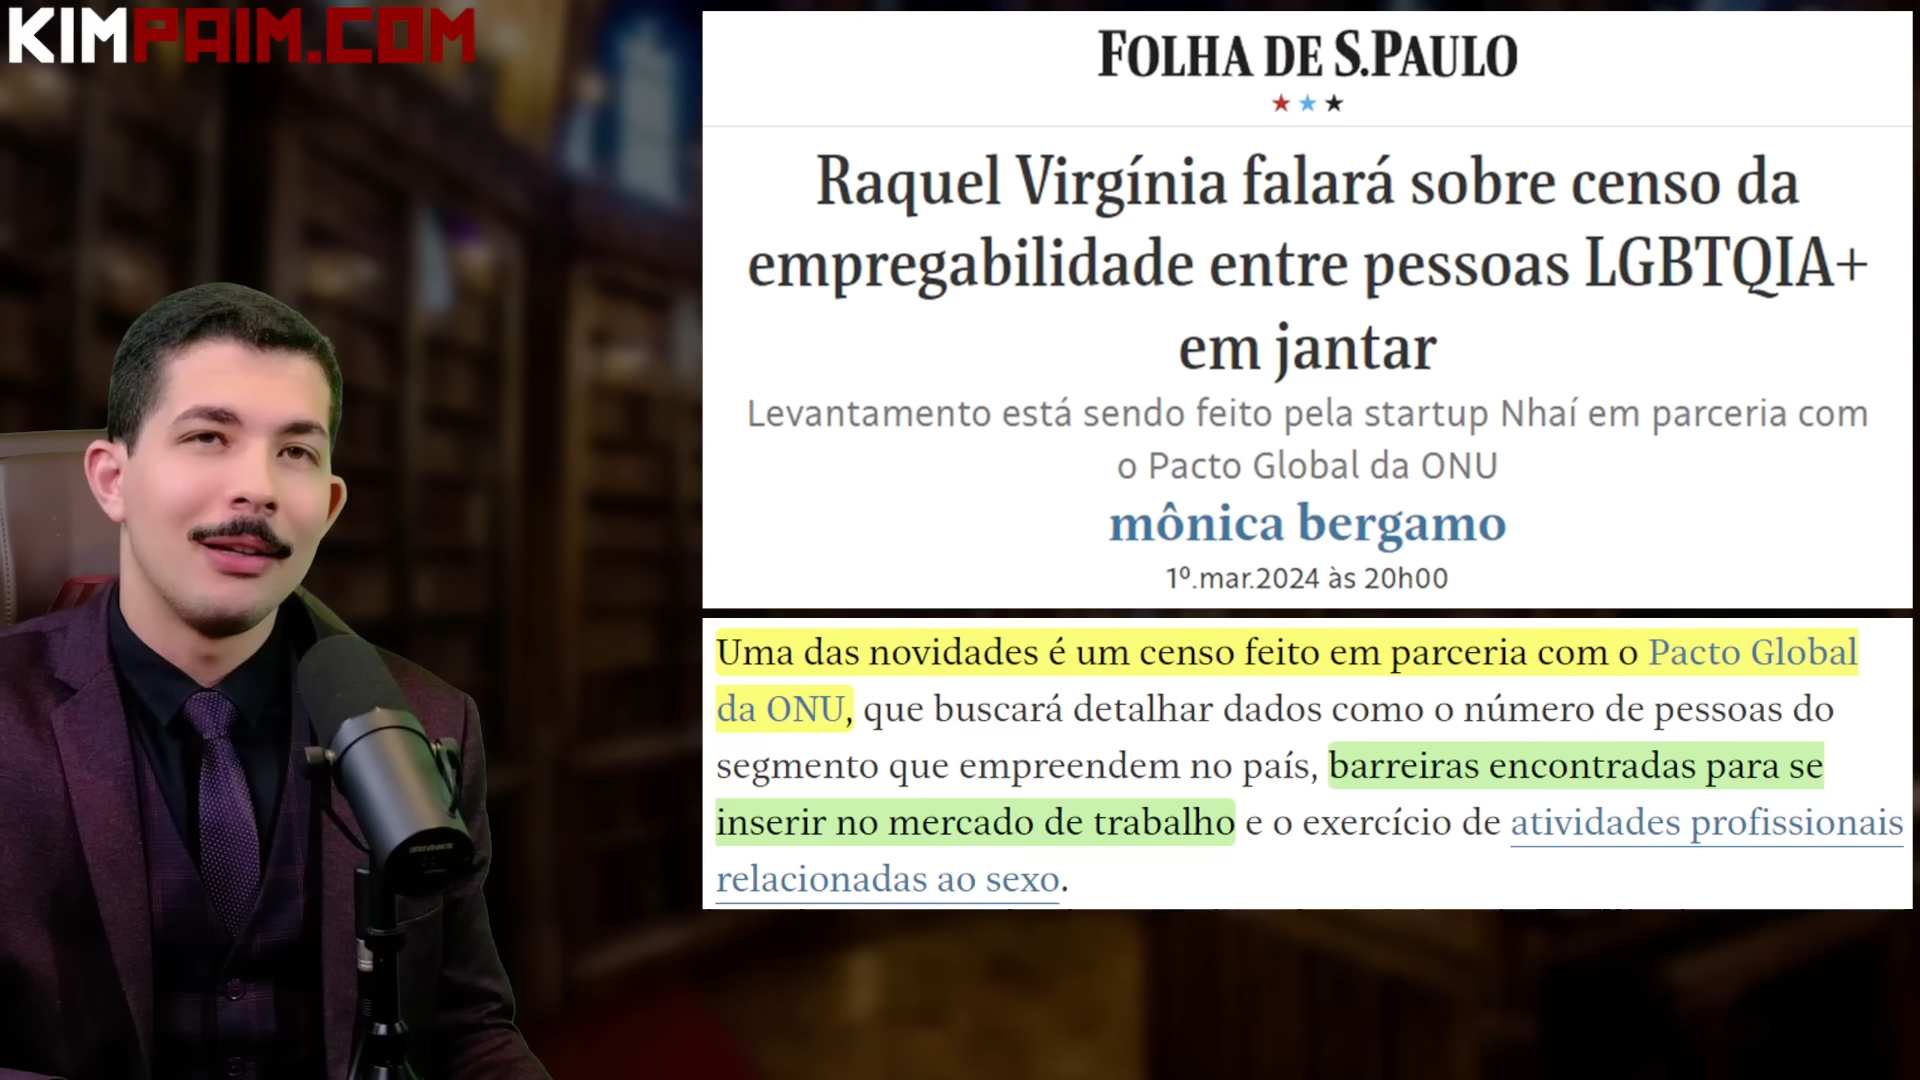 KIMPAIM.COM
FOLHA DE S.PAULO
Raquel Virgínia falará sobre censo da
empregabilidade entre pessoas LGBTQIA+
em jantar
Levantamento está sendo feito pela startup Nhaí em parceria com
o Pacto Global da ONU
mônica bergamo
1º.mar.2024 às 20h00
Uma das novidades é um censo feito em parceria com o Pacto Global
da ONU, que buscará detalhar dados como o número de pessoas do
segmento que empreendem no país, barreiras encontradas para se
inserir no mercado de trabalho e o exercício de atividades profissionais
relacionadas ao sexo.